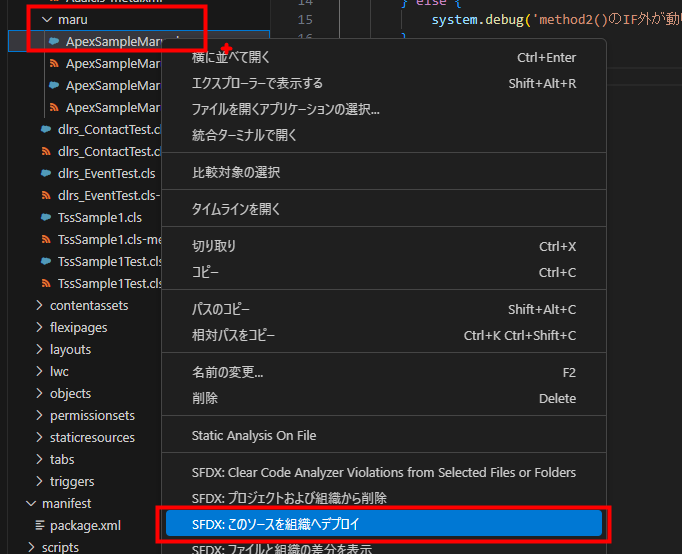 14
} else {
maru
15
system.debug('method2()のIF外が動
ApexSampleMar
16
}
ApexSampleMar
ApexSampleMar
ApexSampleMar
dlrs_ContactTest.cl
dlrs_ContactTest.cl
dlrs_EventTest.cls
dlrs_EventTest.cls-
TssSample1.cls
TssSample1.cls-me
TssSample1Test.cls
TssSample1Test.cls
contentassets
flexipages
layouts
lwc
objects
permissionsets
staticresources
tabs
triggers
manifest
package.xml
scripts
横に並べて開く Ctrl+Enter
エクスプローラーで表示する Shift+Alt+R
ファイルを開くアプリケーションの選択...
統合ターミナルで開く
比較対象の選択
タイムラインを開く
切り取り Ctrl+X
コピー Ctrl+C
パスのコピー Shift+Alt+C
相対パスをコピー Ctrl+K Ctrl+Shift+C
名前の変更... F2
削除 Delete
Static Analysis On File
SFDX: Clear Code Analyzer Violations from Selected Files or Folders
SFDX: プロジェクトおよび組織から削除
SFDX: このソースを組織へデプロイ
SFDX: ファイルと組織の差分を表示